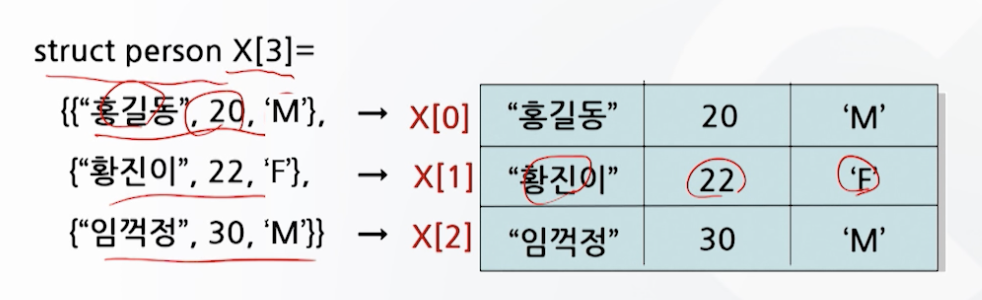 struct person X[3]=
{{“홍길동”, 20, ‘M’}, → X[0] “홍길동” 20 ‘M’
{“황진이”, 22, ‘F’}, → X[1] “황진이” 22 ‘F’
{“임꺽정”, 30, ‘M’}} → X[2] “임꺽정” 30 ‘M’